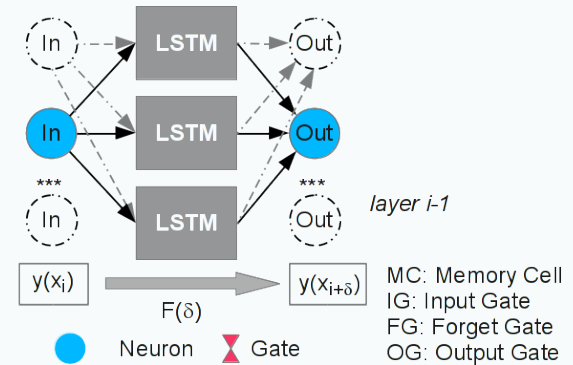 In LSTM Out
In LSTM Out
*** ***
In LSTM Out
layer i-1
y(xᵢ) F(δ) y(xᵢ₊δ)
Neuron Gate
MC: Memory Cell
IG: Input Gate
FG: Forget Gate
OG: Output Gate